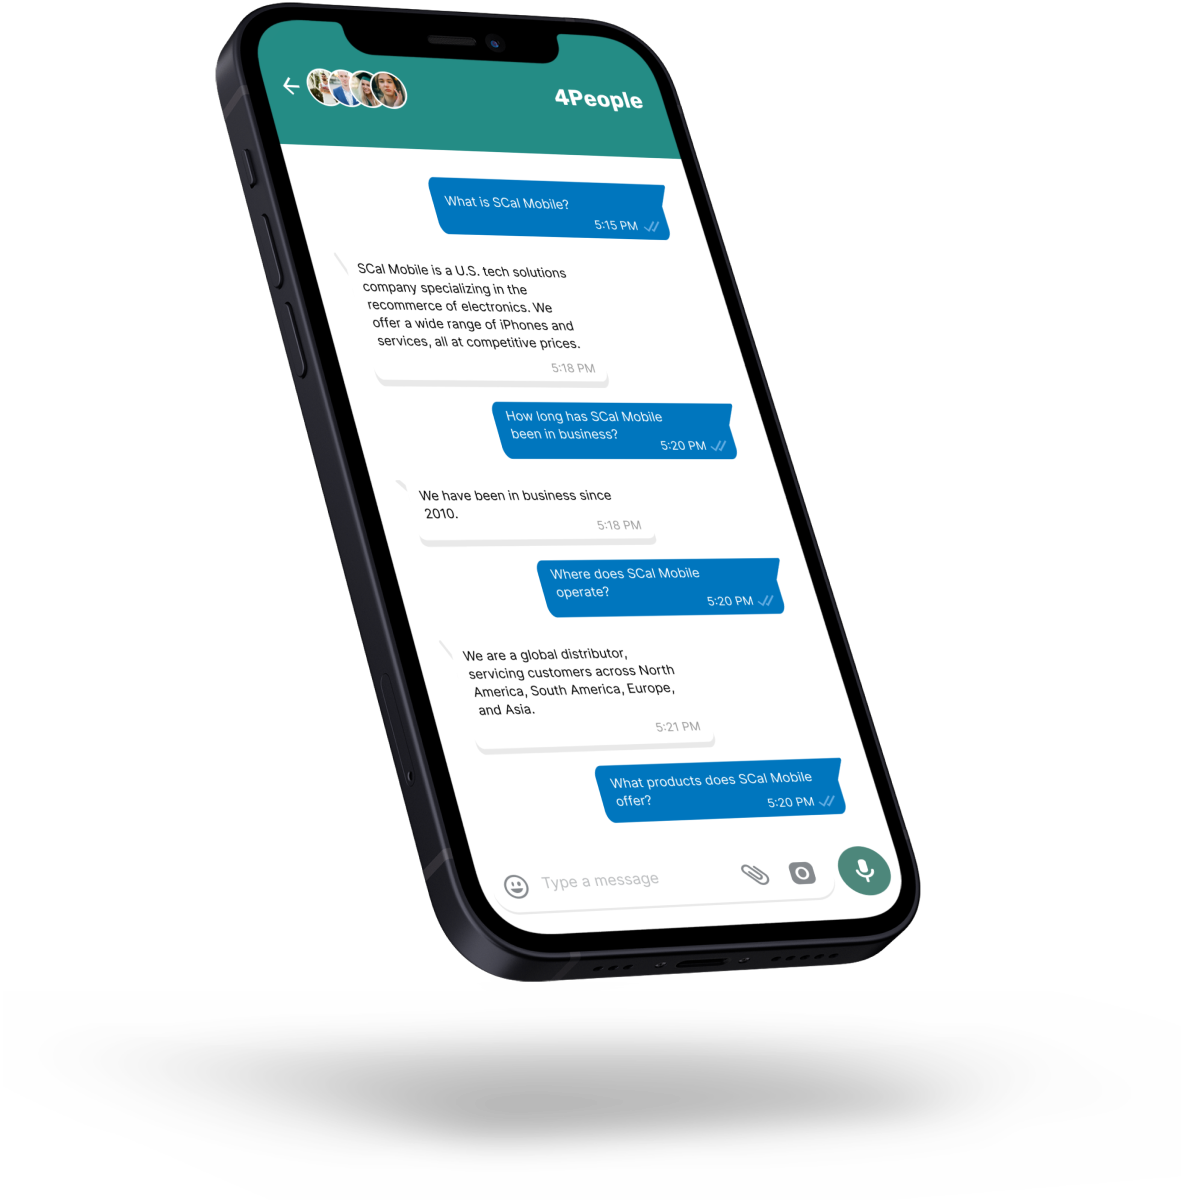 4People
What is SCal Mobile?
5:15 PM
SCal Mobile is a U.S. tech solutions
company specializing in the
recommerce of electronics. We
offer a wide range of iPhones and
services, all at competitive prices.
5:18 PM
How long has SCal Mobile
been in business?
5:20 PM
We have been in business since
2010.
5:18 PM
Where does SCal Mobile
operate?
5:20 PM
We are a global distributor,
servicing customers across North
America, South America, Europe,
and Asia.
5:21 PM
What products does SCal Mobile
offer?
5:20 PM
Type a message